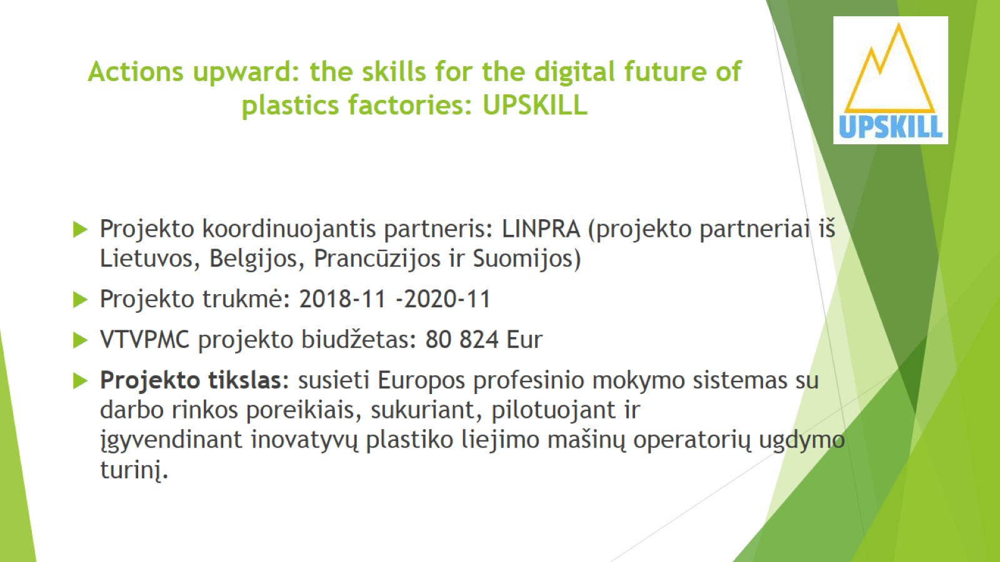 Actions upward: the skills for the digital future of
plastics factories: UPSKILL
UPSKILL
Projekto koordinuojantis partneris: LINPRA (projekto partneriai iš
Lietuvos, Belgijos, Prancūzijos ir Suomijos)
Projekto trukmė: 2018-11 -2020-11
VTVPMC projekto biudžetas: 80 824 Eur
Projekto tikslas: susieti Europos profesinio mokymo sistemas su
darbo rinkos poreikiais, sukuriant, pilotuojant ir
įgyvendinant inovatyvų plastiko liejimo mašinų operatorių ugdymo
turinį.